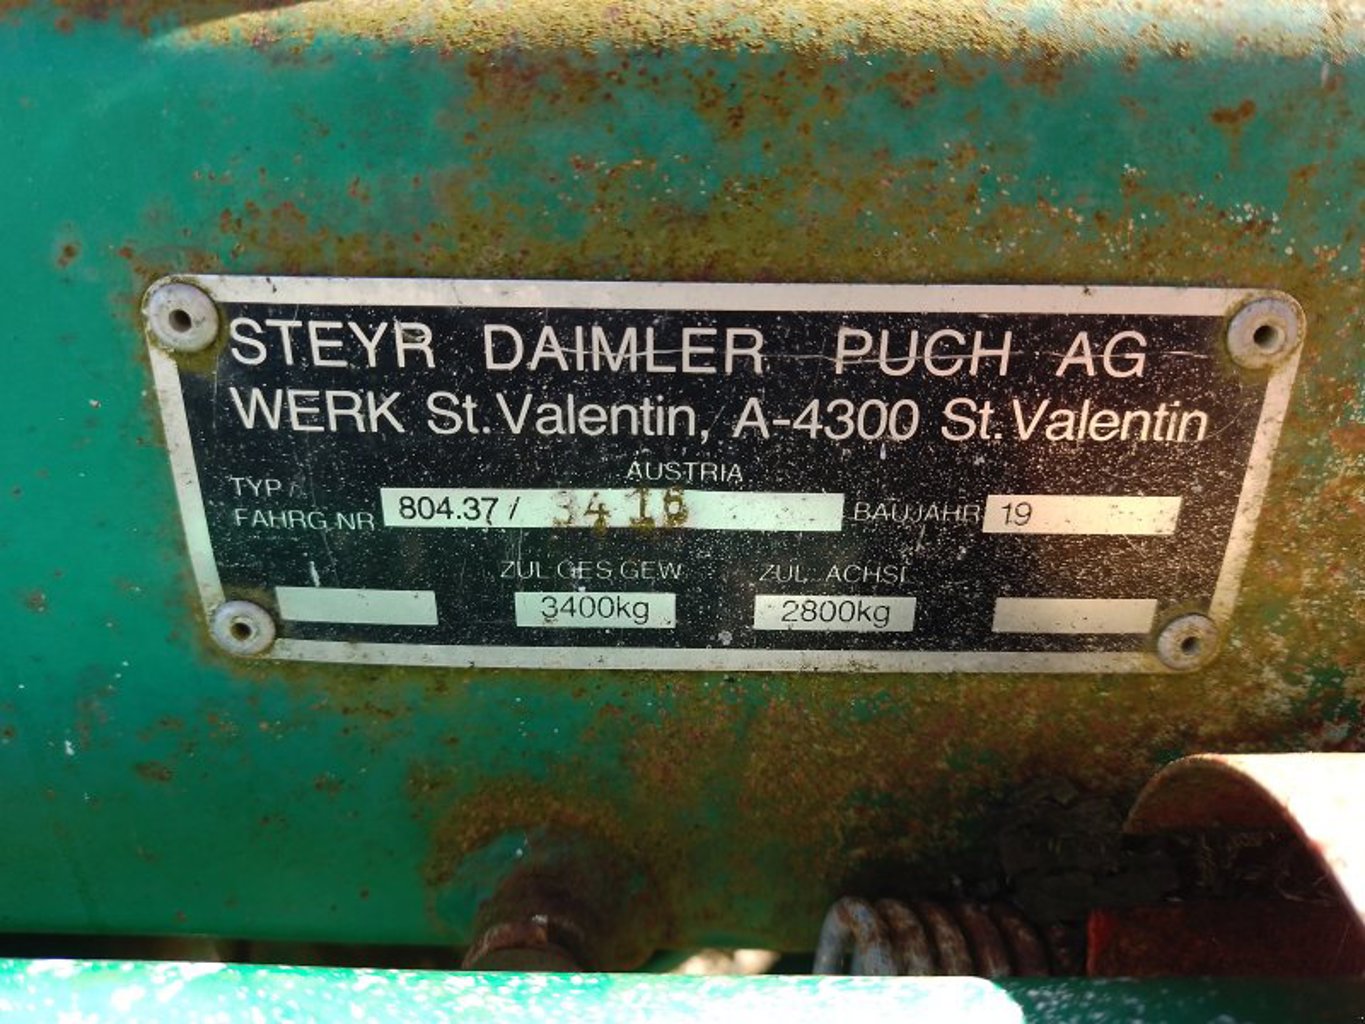 STEYR DAIMLER PUCH AG
WERK St. Valentin, A-4300 St. Valentin
AUSTRIA
TYP /
FAHRG NR 804.37 / 3416 BAUJAHR 19
ZUL GES GEW ZUL ACHSL
3400kg 2800kg